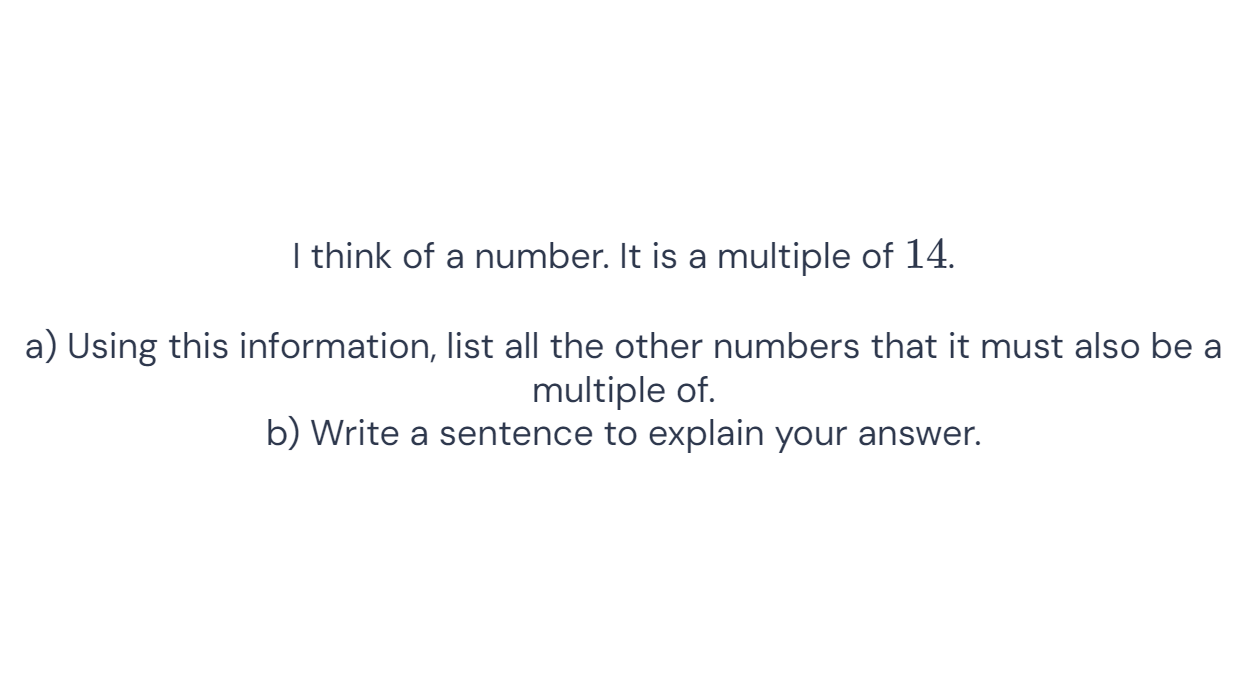 I think of a number. It is a multiple of 14.
a) Using this information, list all the other numbers that it must also be a
multiple of.
b) Write a sentence to explain your answer.